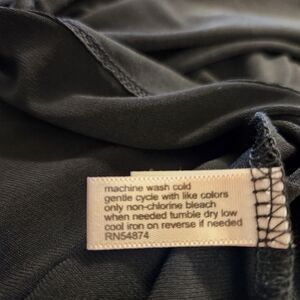 machine wash cold
gentle cycle with like colors
only non-chlorine bleach
when needed tumble dry low
cool iron on reverse if needed
RN54874